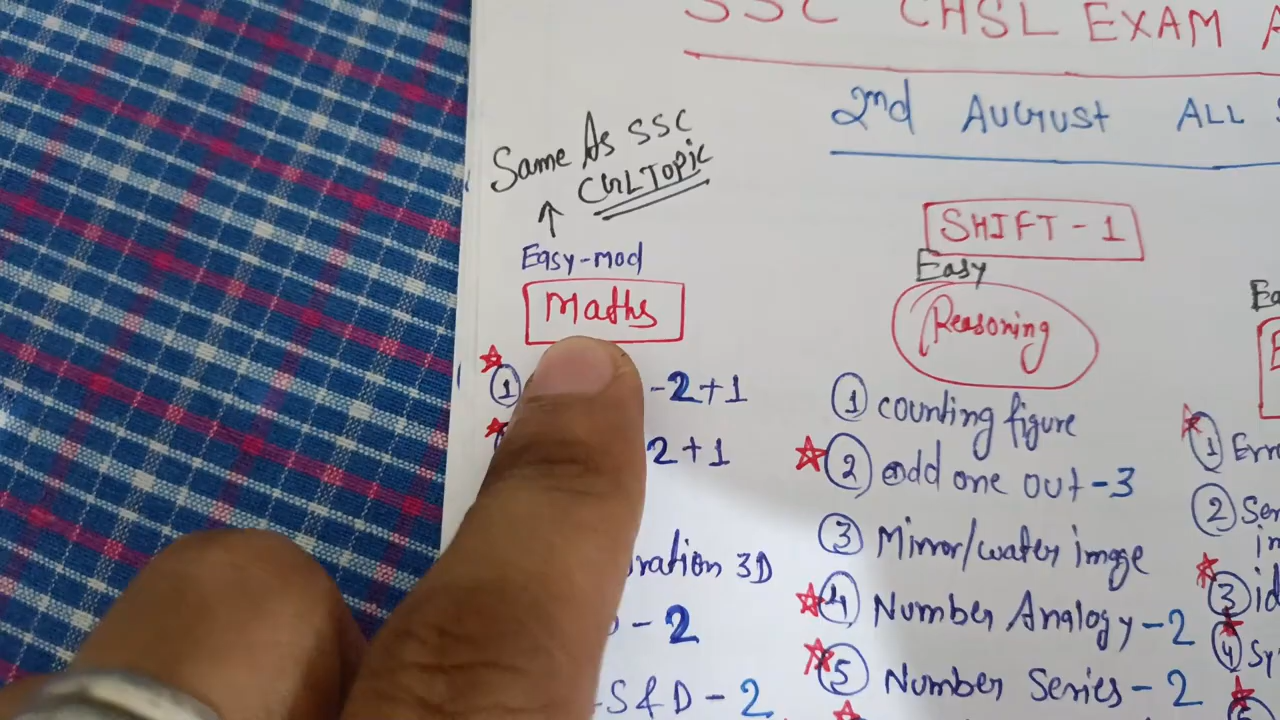 SSC CHSL EXAM
2nd August ALL
Same As SSC
CGL Topic
↑
Easy-mod
Maths
① -2+1
2+1
3D
-2
S&D-2
SHIFT-1
Easy
Reasoning
① counting figure
② odd one out-3
③ Mirror/water image
④ Number Analogy-2
⑤ Number Series-2
①
②
③
④